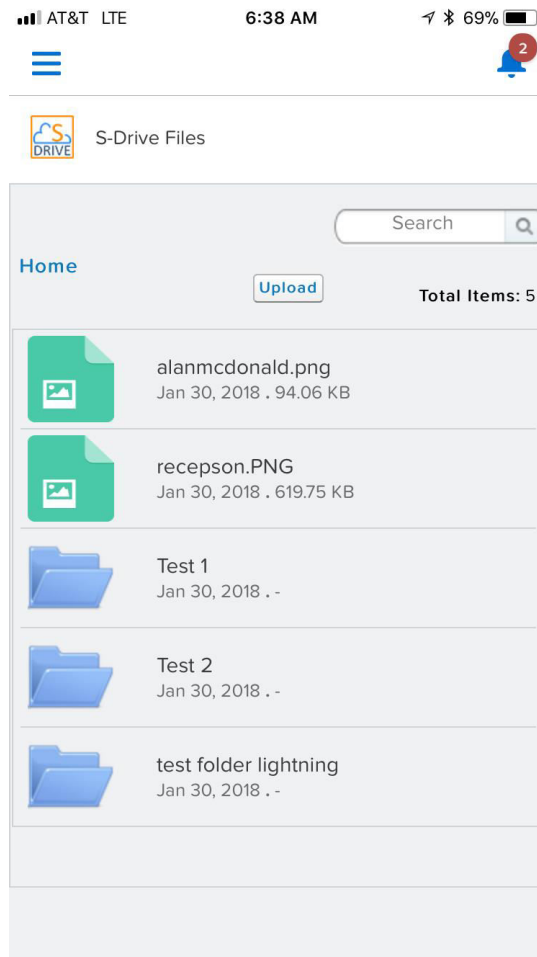 AT&T LTE 6:38 AM 69%
2
S DRIVE S-Drive Files
Search
Home
Upload
Total Items: 5
alanmcdonald.png
Jan 30, 2018 . 94.06 KB
recepson.PNG
Jan 30, 2018 . 619.75 KB
Test 1
Jan 30, 2018 . -
Test 2
Jan 30, 2018 . -
test folder lightning
Jan 30, 2018 . -